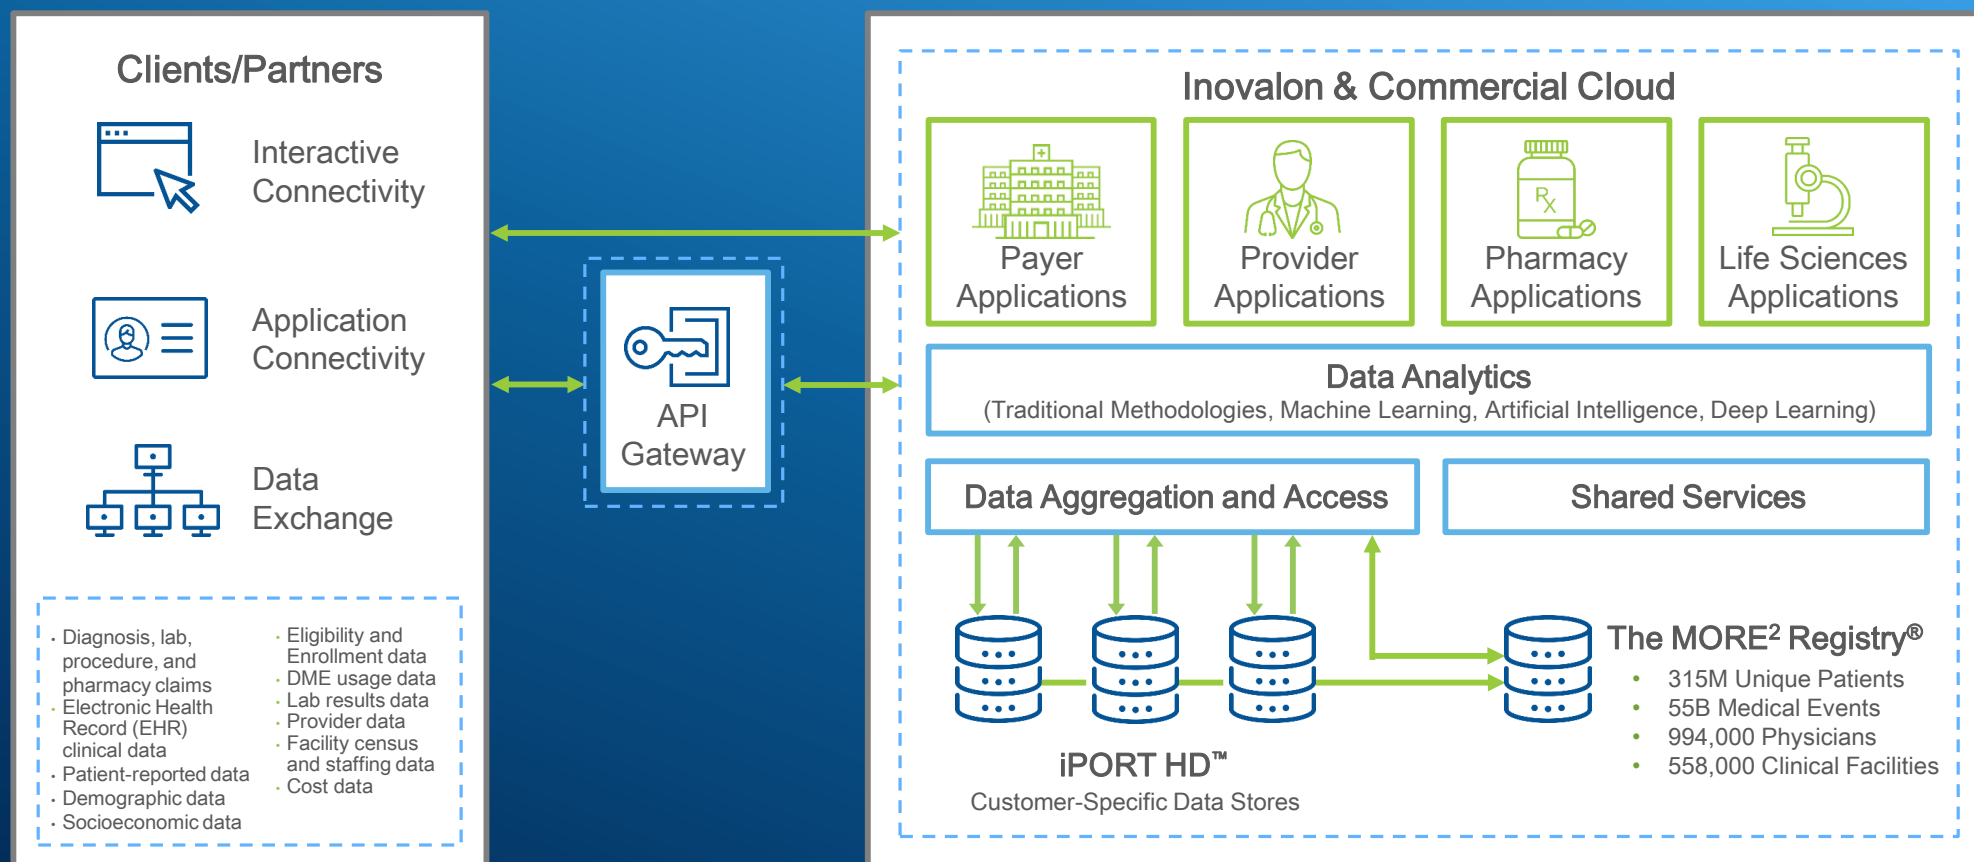 Clients/Partners
Interactive
Connectivity
Application
Connectivity
Data
Exchange
· Diagnosis, lab,
procedure, and
pharmacy claims
· Electronic Health
Record (EHR)
clinical data
· Patient-reported data
· Demographic data
· Socioeconomic data
· Eligibility and
Enrollment data
· DME usage data
· Lab results data
· Provider data
· Facility census
and staffing data
· Cost data
API
Gateway
Inovalon & Commercial Cloud
Payer
Applications
Provider
Applications
Rx
Pharmacy
Applications
Life Sciences
Applications
Data Analytics
(Traditional Methodologies, Machine Learning, Artificial Intelligence, Deep Learning)
Data Aggregation and Access
Shared Services
iPORT HD™
Customer-Specific Data Stores
The MORE² Registry®
• 315M Unique Patients
• 55B Medical Events
• 994,000 Physicians
• 558,000 Clinical Facilities